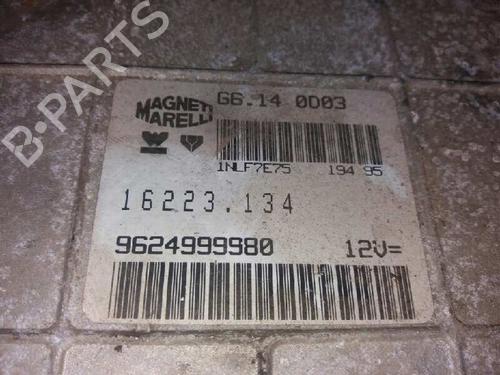 B-PARTS
MAGNETI
MARELLI
G6.14 0D03
1NLF7E75 194 95
16223.134
9624999980 12V=